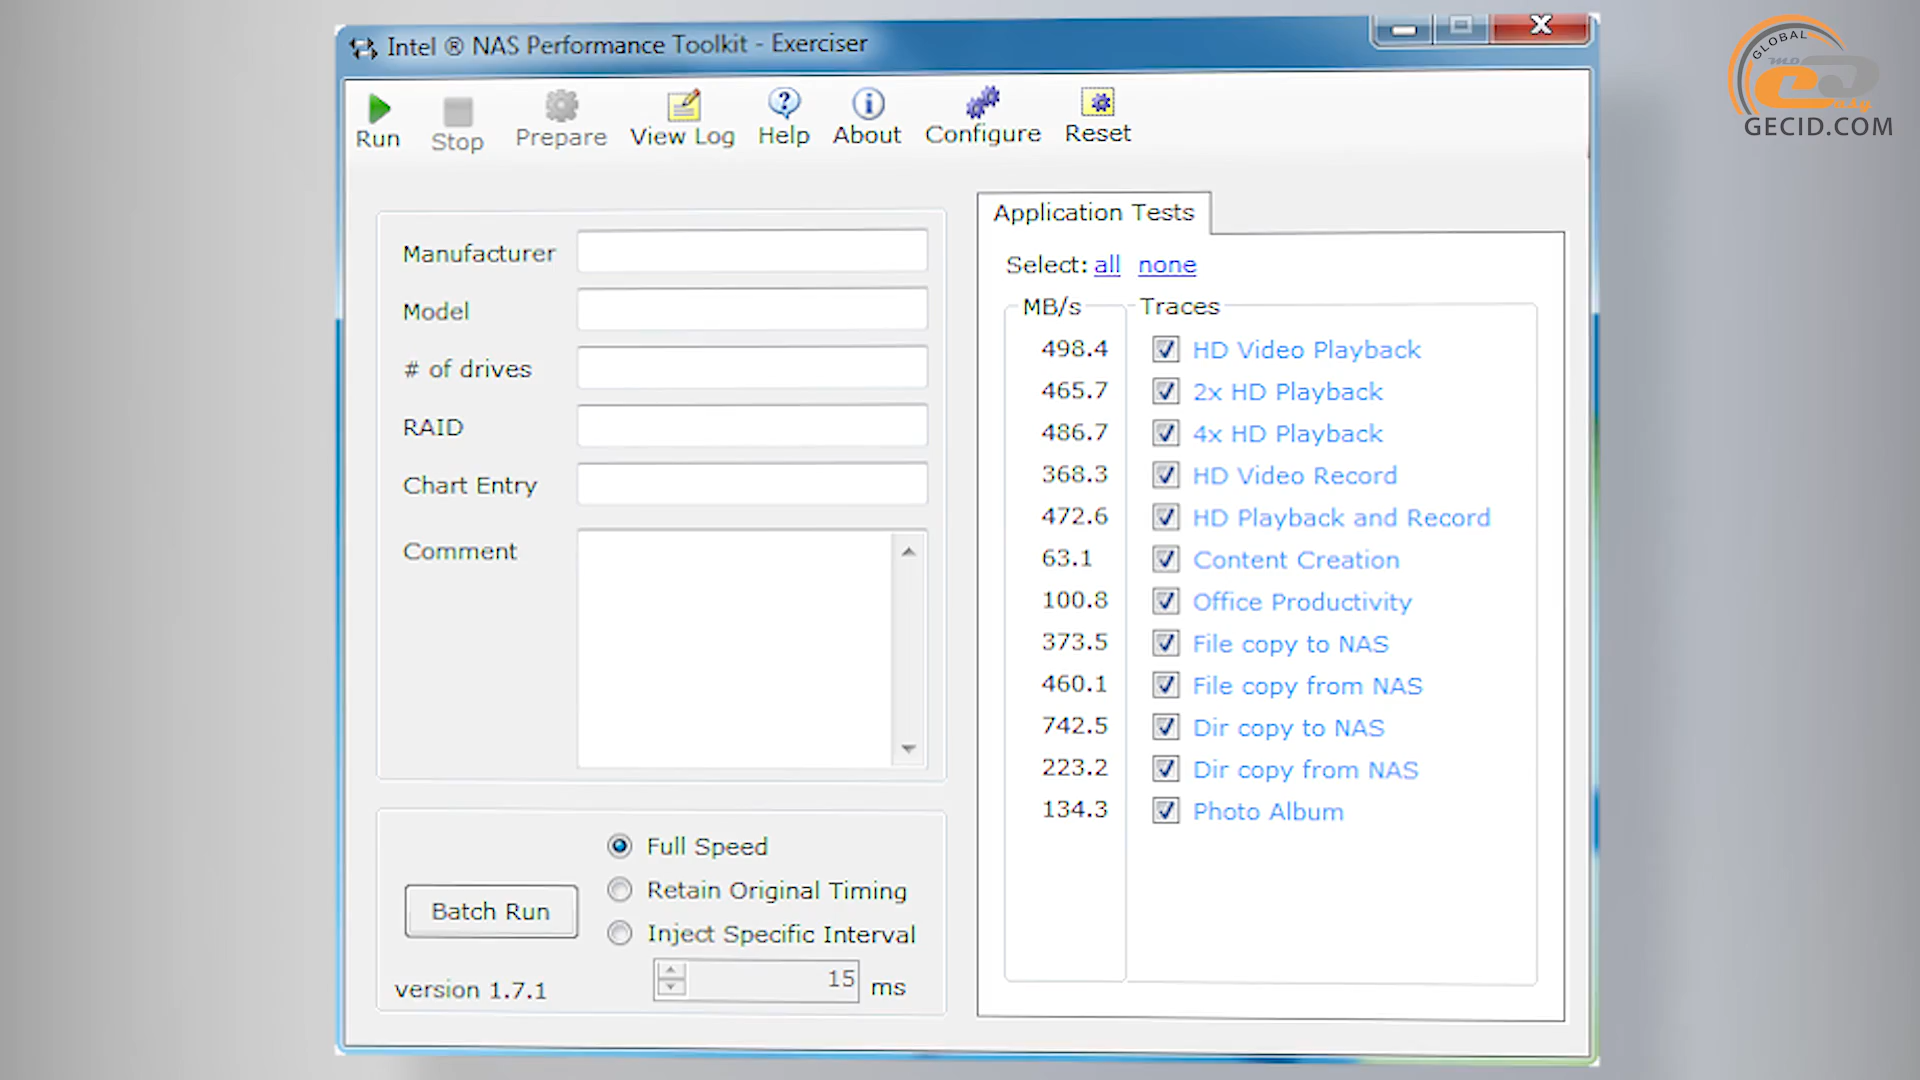 Intel ® NAS Performance Toolkit - Exerciser
GLOBAL
GECID.COM
Run Stop Prepare View Log Help About Configure Reset
Manufacturer
Model
# of drives
RAID
Chart Entry
Comment
Batch Run
Full Speed
Retain Original Timing
Inject Specific Interval
15 ms
version 1.7.1
Application Tests
Select: all none
MB/s Traces
498.4 HD Video Playback
465.7 2x HD Playback
486.7 4x HD Playback
368.3 HD Video Record
472.6 HD Playback and Record
63.1 Content Creation
100.8 Office Productivity
373.5 File copy to NAS
460.1 File copy from NAS
742.5 Dir copy to NAS
223.2 Dir copy from NAS
134.3 Photo Album